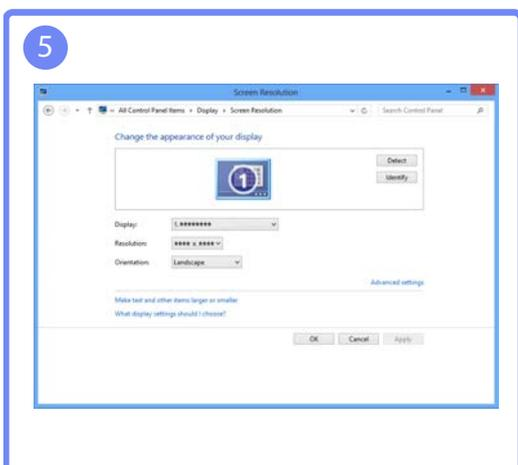 5
Screen Resolution
All Control Panel Items Display Screen Resolution Search Control Panel
Change the appearance of your display
1
Detect
Identify
Display: 1. ********
Resolution: **** x ****
Orientation: Landscape
Advanced settings
Make text and other items larger or smaller
What display settings should I choose?
OK Cancel Apply